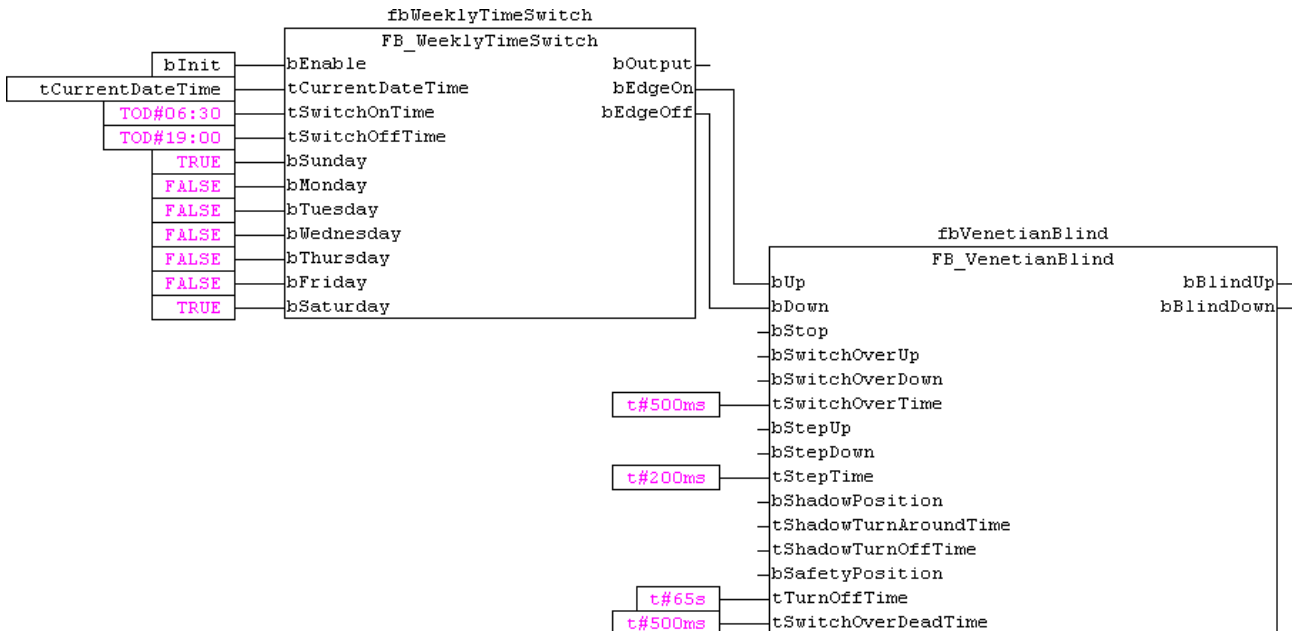 fbWeeklyTimeSwitch
FB_WeeklyTimeSwitch
bInit bEnable bOutput
tCurrentDateTime tCurrentDateTime bEdgeOn
TOD#06:30 tSwitchOnTime bEdgeOff
TOD#19:00 tSwitchOffTime
TRUE bSunday
FALSE bMonday
FALSE bTuesday
FALSE bWednesday
FALSE bThursday
FALSE bFriday
TRUE bSaturday
fbVenetianBlind
FB_VenetianBlind
bUp bBlindUp
bDown bBlindDown
bStop
bSwitchOverUp
bSwitchOverDown
t#500ms tSwitchOverTime
bStepUp
bStepDown
t#200ms tStepTime
bShadowPosition
tShadowTurnAroundTime
tShadowTurnOffTime
bSafetyPosition
t#65s tTurnOffTime
t#500ms tSwitchOverDeadTime